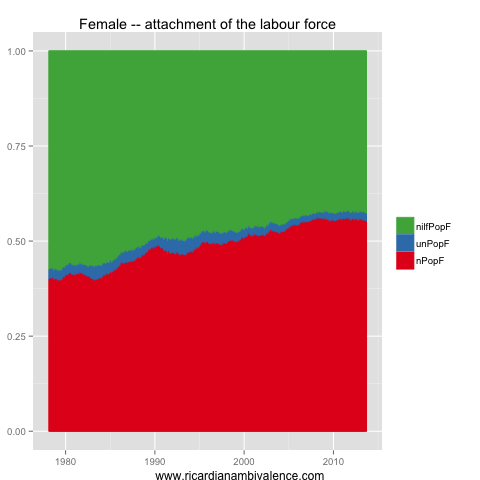 Female -- attachment of the labour force
1.00
0.75
0.50
0.25
0.00
nilfPopF
unPopF
nPopF
1980 1990 2000 2010
www.ricardianambivalence.com